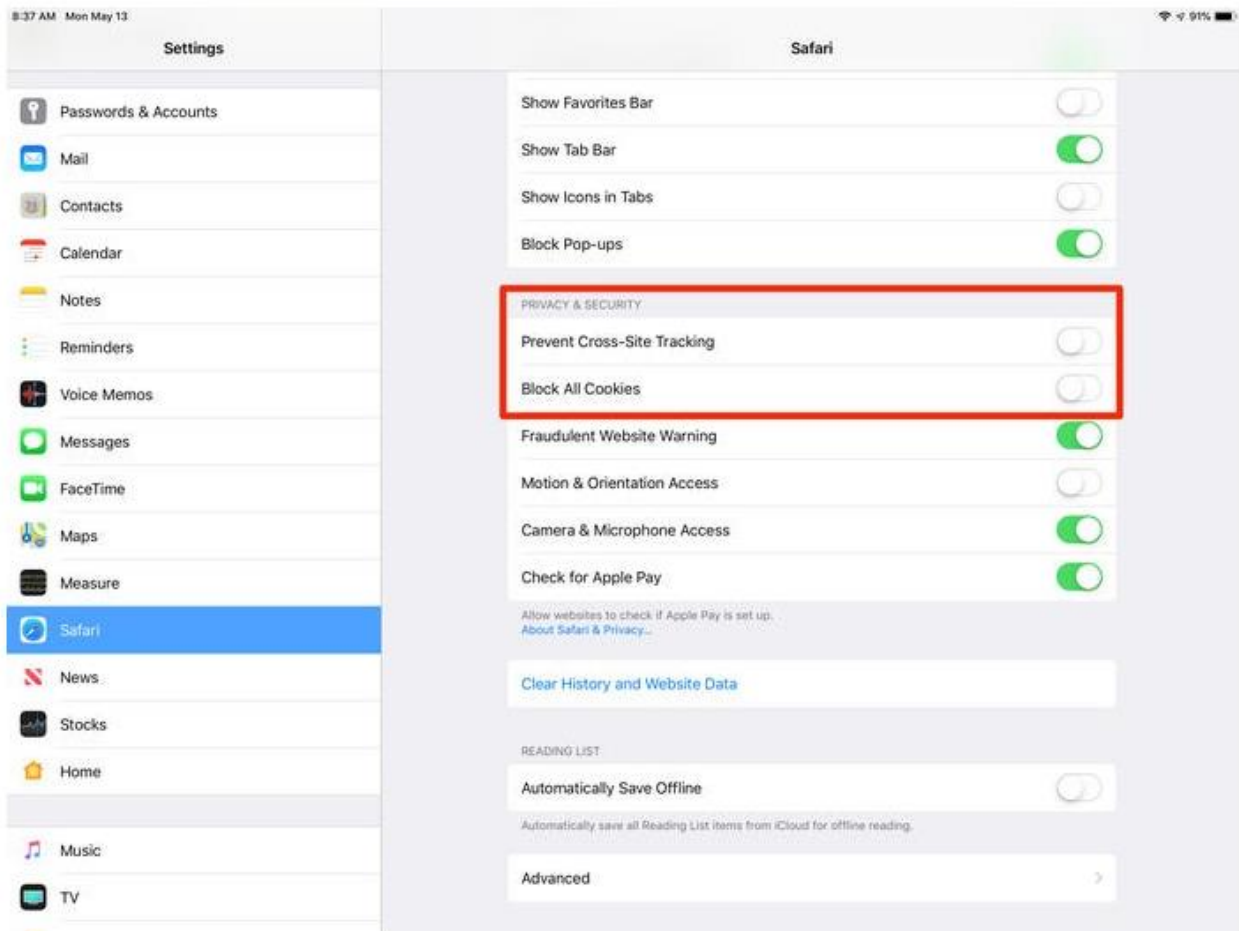 8:37 AM Mon May 13
91%
Settings
Safari
Passwords & Accounts
Mail
Contacts
Calendar
Notes
Reminders
Voice Memos
Messages
FaceTime
Maps
Measure
Safari
News
Stocks
Home
Music
TV
Show Favorites Bar
Show Tab Bar
Show Icons in Tabs
Block Pop-ups
PRIVACY & SECURITY
Prevent Cross-Site Tracking
Block All Cookies
Fraudulent Website Warning
Motion & Orientation Access
Camera & Microphone Access
Check for Apple Pay
Allow websites to check if Apple Pay is set up.
About Safari & Privacy...
Clear History and Website Data
READING LIST
Automatically Save Offline
Automatically save all Reading List items from iCloud for offline reading.
Advanced